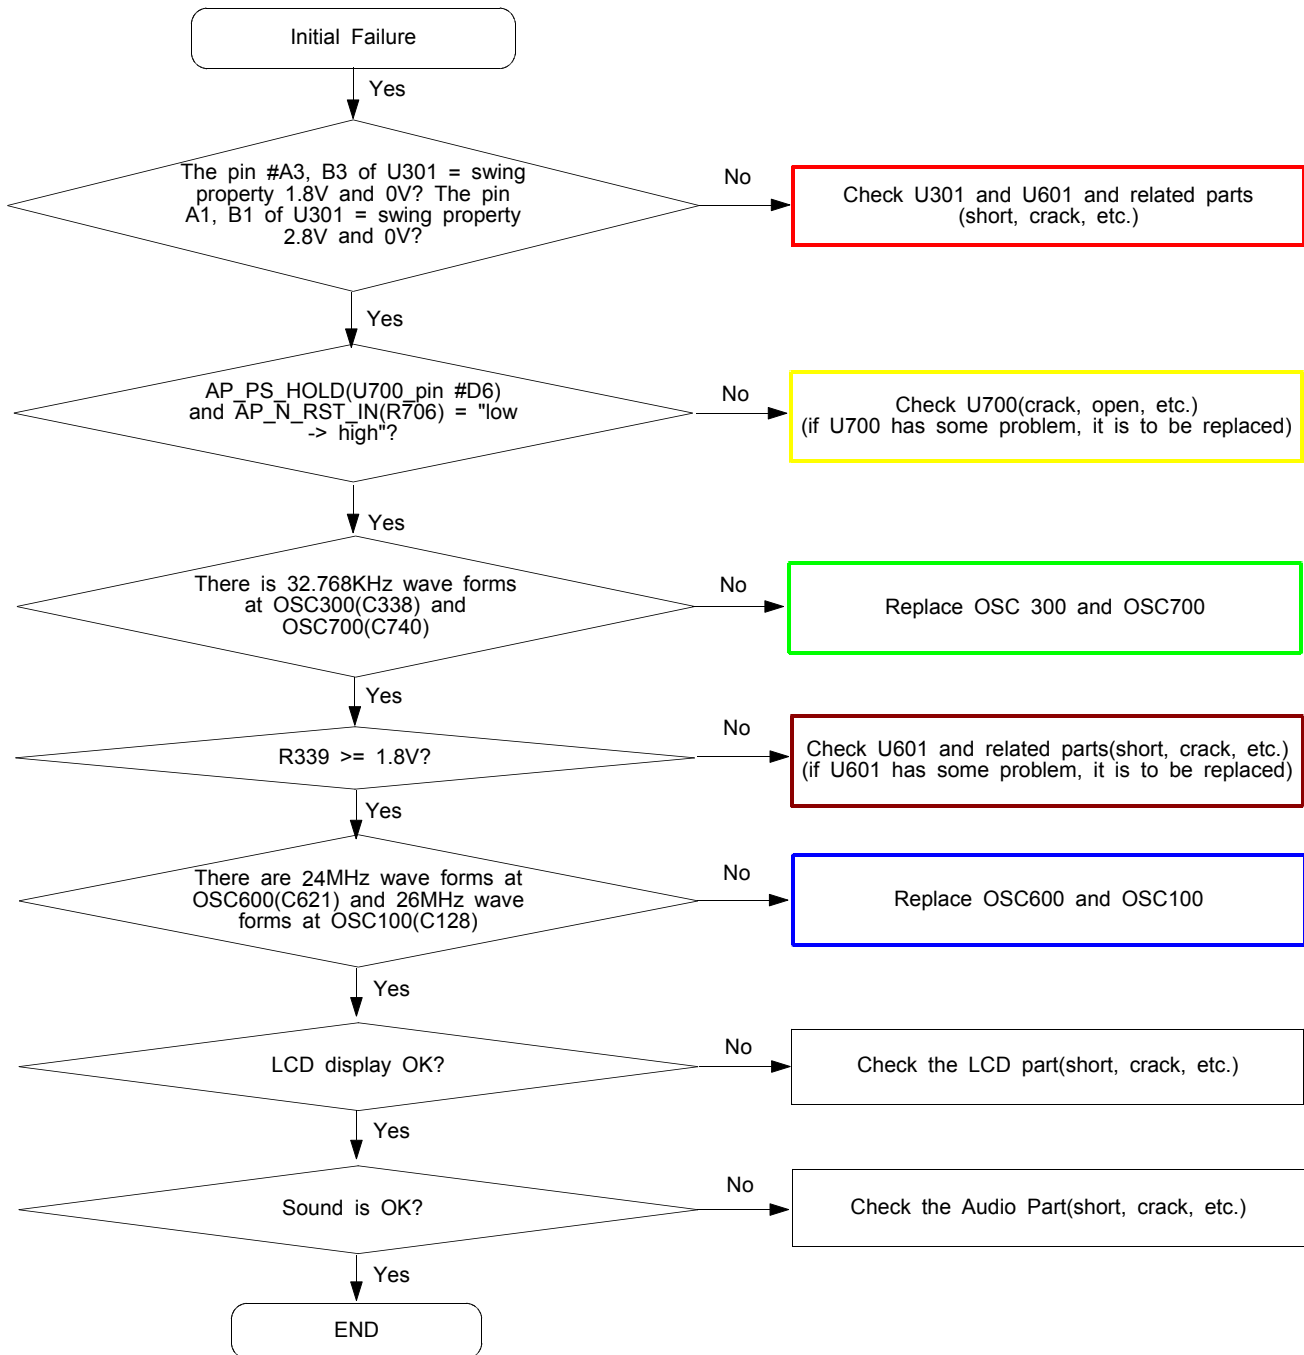 Initial Failure
Yes
The pin #A3, B3 of U301 = swing
property 1.8V and 0V? The pin
A1, B1 of U301 = swing property
2.8V and 0V?
No
Check U301 and U601 and related parts
(short, crack, etc.)
Yes
AP_PS_HOLD(U700_pin #D6)
and AP_N_RST_IN(R706) = "low
-> high"?
No
Check U700(crack, open, etc.)
(if U700 has some problem, it is to be replaced)
Yes
There is 32.768KHz wave forms
at OSC300(C338) and
OSC700(C740)
No
Replace OSC 300 and OSC700
Yes
R339 >= 1.8V?
No
Check U601 and related parts(short, crack, etc.)
(if U601 has some problem, it is to be replaced)
Yes
There are 24MHz wave forms at
OSC600(C621) and 26MHz wave
forms at OSC100(C128)
No
Replace OSC600 and OSC100
Yes
LCD display OK?
No
Check the LCD part(short, crack, etc.)
Yes
Sound is OK?
No
Check the Audio Part(short, crack, etc.)
Yes
END